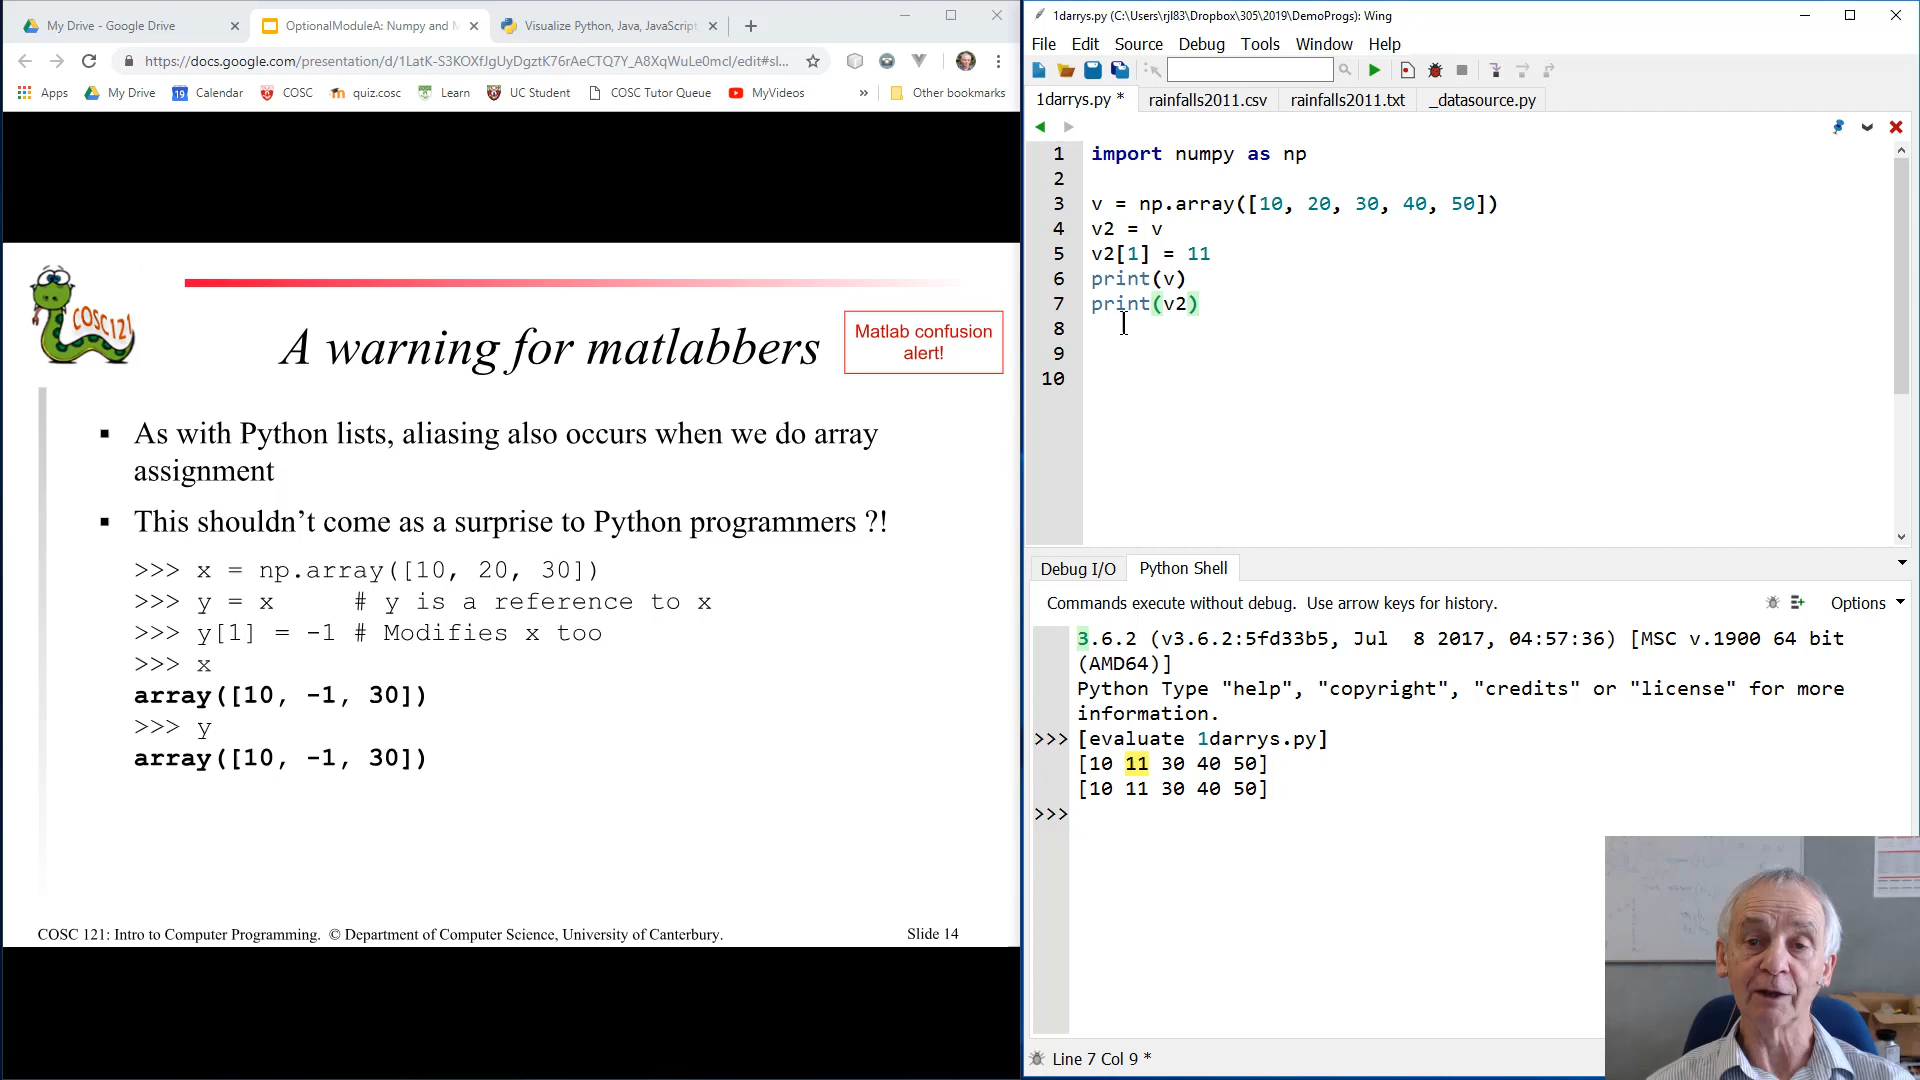 My Drive - Google Drive
OptionalModuleA: Numpy and M
Visualize Python, Java, JavaScript
https://docs.google.com/presentation/d/1LatK-S3KOXfJgUyDgztK76rAeCTQ7Y_A8XqWuLe0mcI/edit#sl...
Apps
My Drive
19
Calendar
COSC
quiz.cosc
Learn
UC Student
COSC Tutor Queue
MyVideos
»
Other bookmarks
COSC121
A warning for matlabbers
Matlab confusion
alert!
▪ As with Python lists, aliasing also occurs when we do array
assignment
▪ This shouldn't come as a surprise to Python programmers ?!
>>> x = np.array([10, 20, 30])
>>> y = x     # y is a reference to x
>>> y[1] = -1 # Modifies x too
>>> x
array([10, -1, 30])
>>> y
array([10, -1, 30])
COSC 121: Intro to Computer Programming. © Department of Computer Science, University of Canterbury.
Slide 14
1darrys.py (C:\Users\rjl83\Dropbox\305\2019\DemoProgs): Wing
File Edit Source Debug Tools Window Help
1darrys.py * rainfalls2011.csv rainfalls2011.txt _datasource.py
1 import numpy as np
2
3 v = np.array([10, 20, 30, 40, 50])
4 v2 = v
5 v2[1] = 11
6 print(v)
7 print(v2)
8
9
10
Debug I/O Python Shell
Commands execute without debug. Use arrow keys for history.
Options
3.6.2 (v3.6.2:5fd33b5, Jul  8 2017, 04:57:36) [MSC v.1900 64 bit
(AMD64)]
Python Type "help", "copyright", "credits" or "license" for more
information.
>>> [evaluate 1darrys.py]
[10 11 30 40 50]
[10 11 30 40 50]
>>>
Line 7 Col 9 *